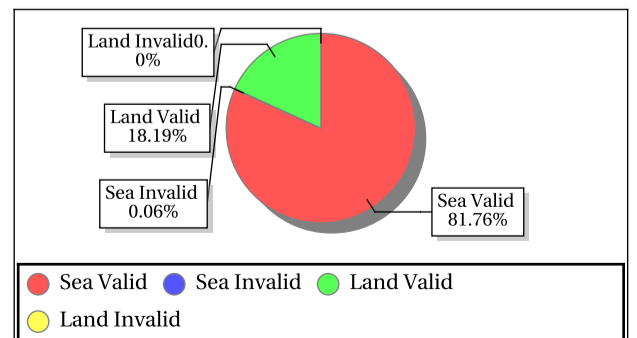 Land Invalid0.
0%
Land Valid
18.19%
Sea Invalid
0.06%
Sea Valid
81.76%
Sea Valid Sea Invalid Land Valid
Land Invalid